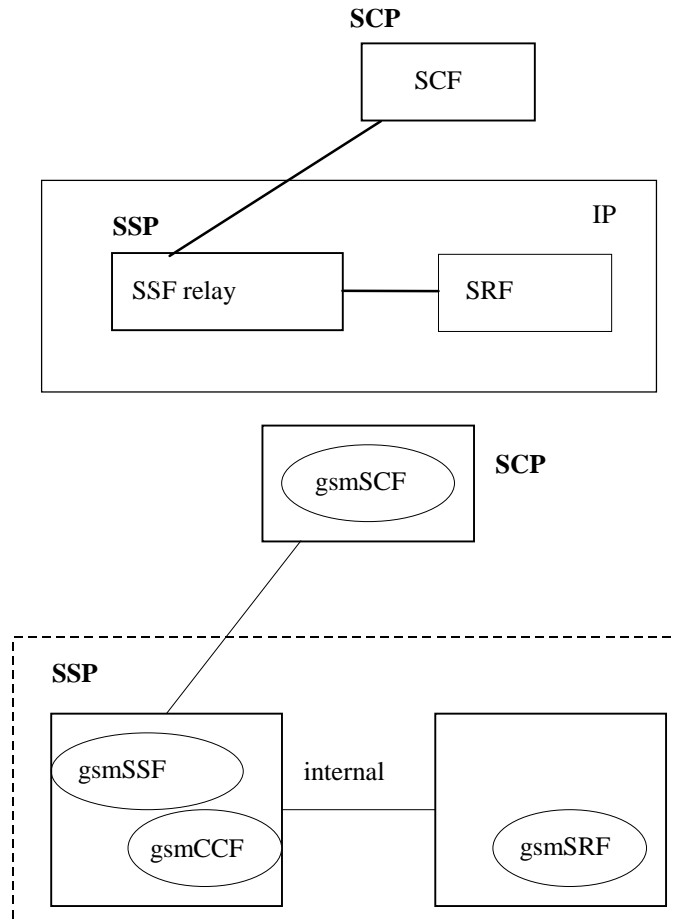 SCP
SCF
IP
SSP
SSF relay
SRF
gsmSCF
SCP
SSP
gsmSSF
internal
gsmCCF
gsmSRF